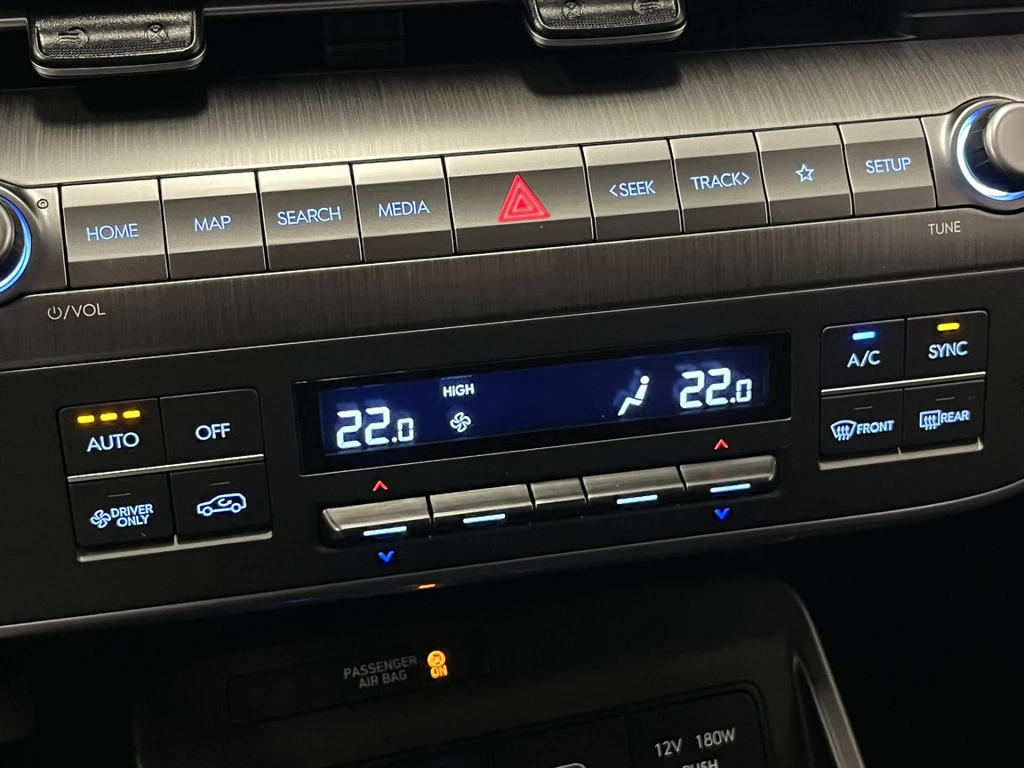 HOME
MAP
SEARCH
MEDIA
<SEEK
TRACK>
SETUP
/VOL
TUNE
AUTO
OFF
DRIVER
ONLY
22.0
HIGH
22.0
A/C
SYNC
FRONT
REAR
PASSENGER
AIR BAG
ON
12V 180W
PUSH